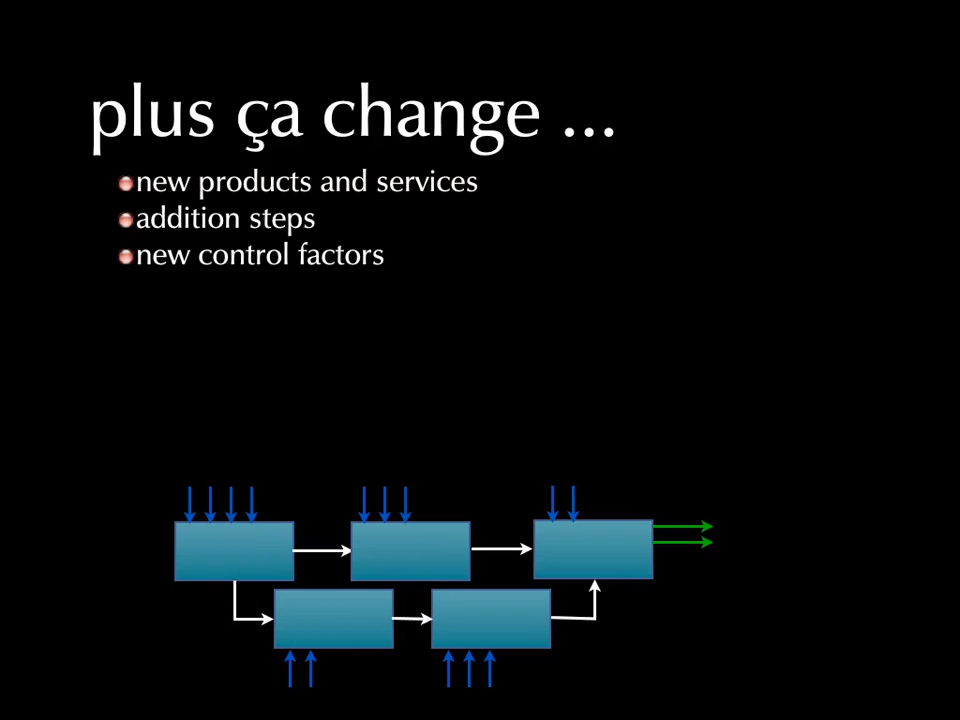 plus ça change ...
new products and services
addition steps
new control factors